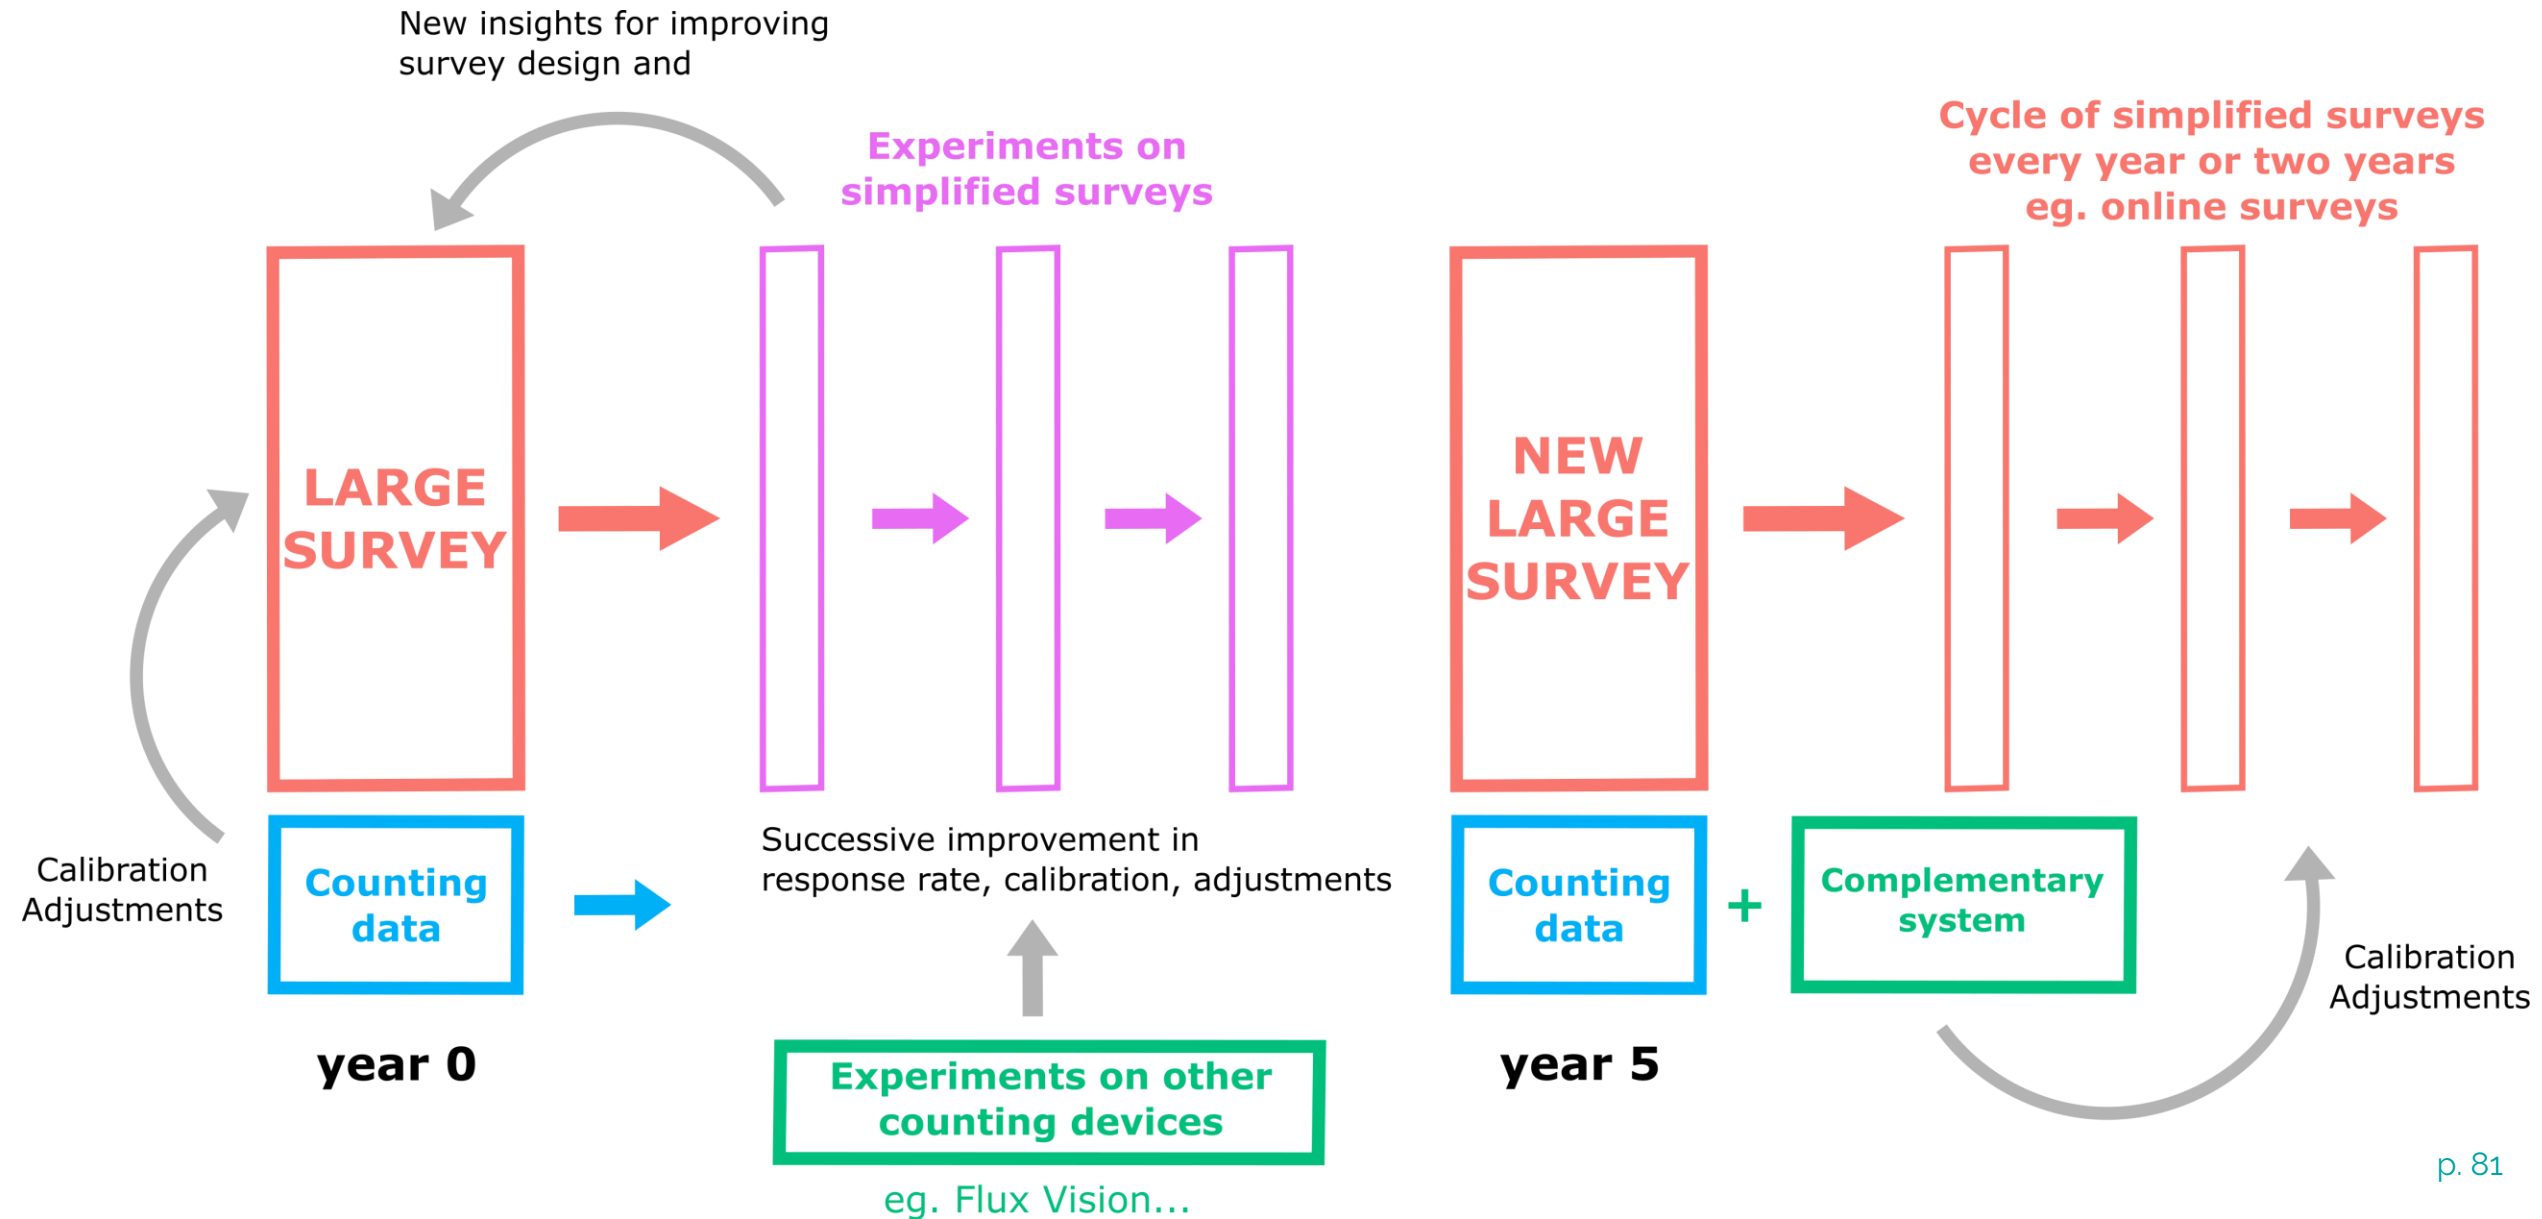 New insights for improving
survey design and
Experiments on
simplified surveys
Cycle of simplified surveys
every year or two years
eg. online surveys
LARGE
SURVEY
NEW
LARGE
SURVEY
Calibration
Adjustments
Counting
data
Successive improvement in
response rate, calibration, adjustments
Counting
data
+
Complementary
system
Calibration
Adjustments
year 0
Experiments on other
counting devices
eg. Flux Vision...
year 5
p. 81